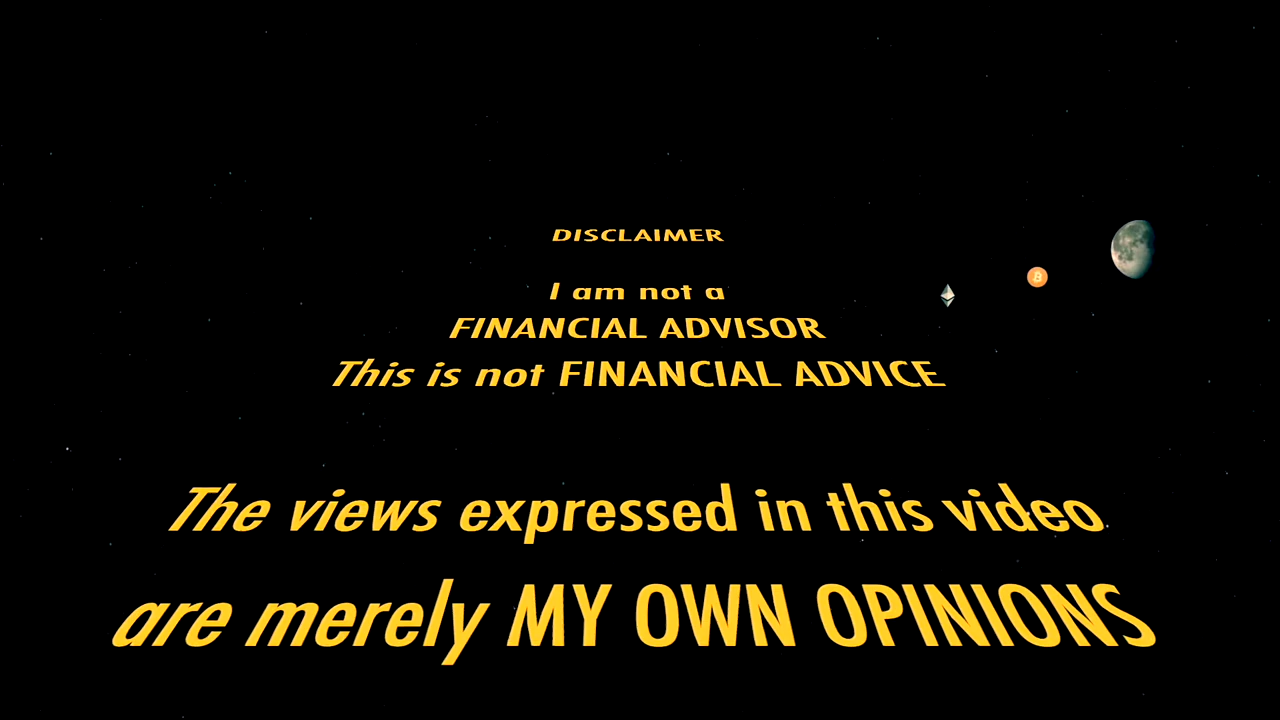 DISCLAIMER
I am not a
FINANCIAL ADVISOR
This is not FINANCIAL ADVICE
The views expressed in this video
are merely MY OWN OPINIONS